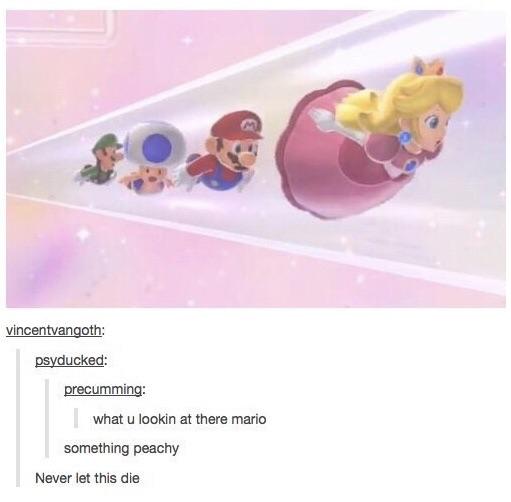 M
vincentvangoth:
psyducked:
precumming:
what u lookin at there mario
something peachy
Never let this die